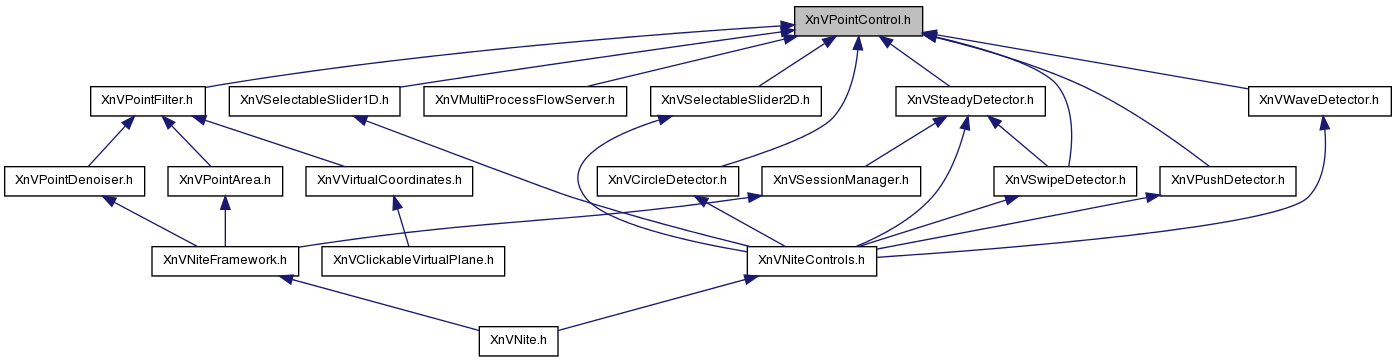 XnVPointControl.h
XnVPointFilter.h
XnVSelectableSlider1D.h
XnVMultiProcessFlowServer.h
XnVSelectableSlider2D.h
XnVSteadyDetector.h
XnVWaveDetector.h
XnVPointDenoiser.h
XnVPointArea.h
XnVVirtualCoordinates.h
XnVCircleDetector.h
XnVSessionManager.h
XnVSwipeDetector.h
XnVPushDetector.h
XnVNiteFramework.h
XnVClickableVirtualPlane.h
XnVNiteControls.h
XnVNite.h